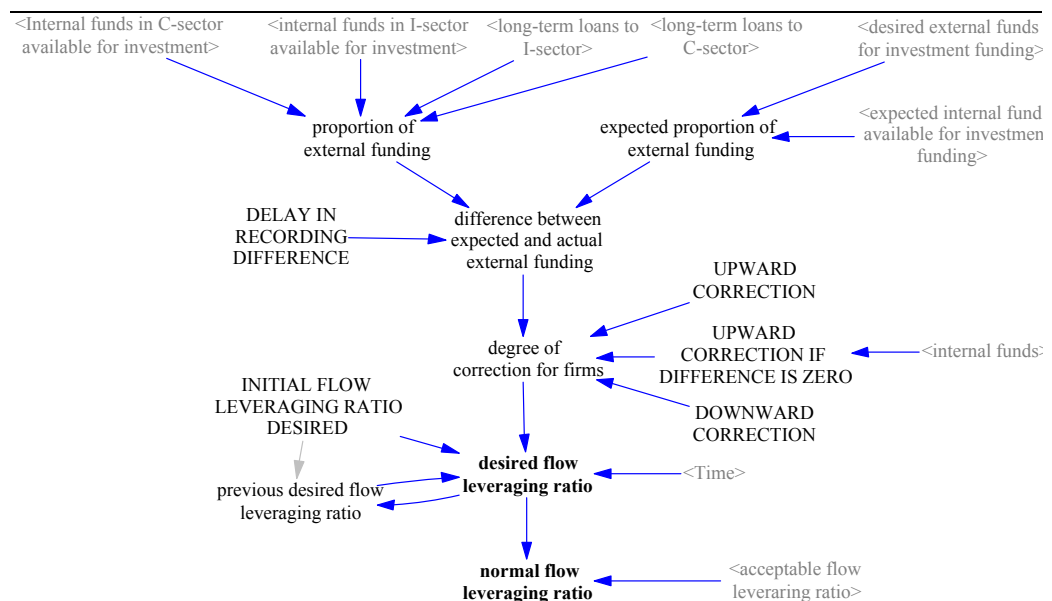 <Internal funds in C-sector
available for investment>
<internal funds in I-sector
available for investment>
<long-term loans to
I-sector>
<long-term loans to
C-sector>
<desired external funds
for investment funding>
proportion of
external funding
expected proportion of
external funding
<expected internal fund
available for investmen
funding>
DELAY IN
RECORDING
DIFFERENCE
difference between
expected and actual
external funding
UPWARD
CORRECTION
degree of
correction for firms
UPWARD
CORRECTION IF
DIFFERENCE IS ZERO
<internal funds>
INITIAL FLOW
LEVERAGING RATIO
DESIRED
DOWNWARD
CORRECTION
desired flow
leveraging ratio
<Time>
previous desired flow
leveraging ratio
normal flow
leveraging ratio
<acceptable flow
leveraring ratio>